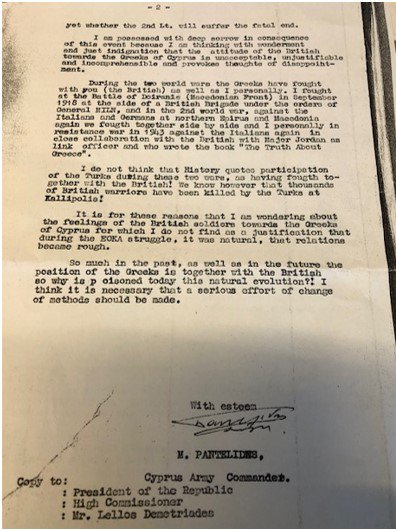 - 2 -
yet whether the 2nd Lt. will suffer the fatal end.
I am possessed with deep sorrow in consequence
of this event because I am thinking with wonderment
and just indignation that the attitude of the British
towards the Greeks of Cyprus is unacceptable, unjustifiable
and incomprehensible and provokes thoughts of disappoint-
ment.
During the two world wars the Greeks have fought
with you (the British) as well as I personally. I fought
at the Battle of Doiranis (Macedonian Front) in September
1918 at the side of a British Brigade under the orders of
General MILN, and in the 2nd world war, against the
Italians and Germans at northern Epirus and Macedonia
again we fougth together side by side and I personnlly in
resistance war in 1943 against the Italians again in
close collaboration with the British with Major Jordan as
link officer and who wrote the book "The Truth About
Greece".
I do not think that History quotes participation
of the Turks during these two wars, as having fougth to-
gether with the British! We know however that thousands
of British warriors have been killed by the Turks at
Kallipolis!
It is for these reasons that I am wondering about
the feelings of the British soldiers towards the Greeks
of Cyprus for which I do not find as a justification that
during the EOKA struggle, it was natural, that relations
became rough.
So much in the past, as well as in the future the
position of the Greeks is together with the British
so why is p oisoned today this natural evolution?! I
think it is necessary that a serious effort of change
of methods should be made.
With esteem
M. PANTELIDES,
Cyprus Army Commander.
Copy to:
: President of the Republic
: High Commissioner
: Mr. Lellos Demetriades